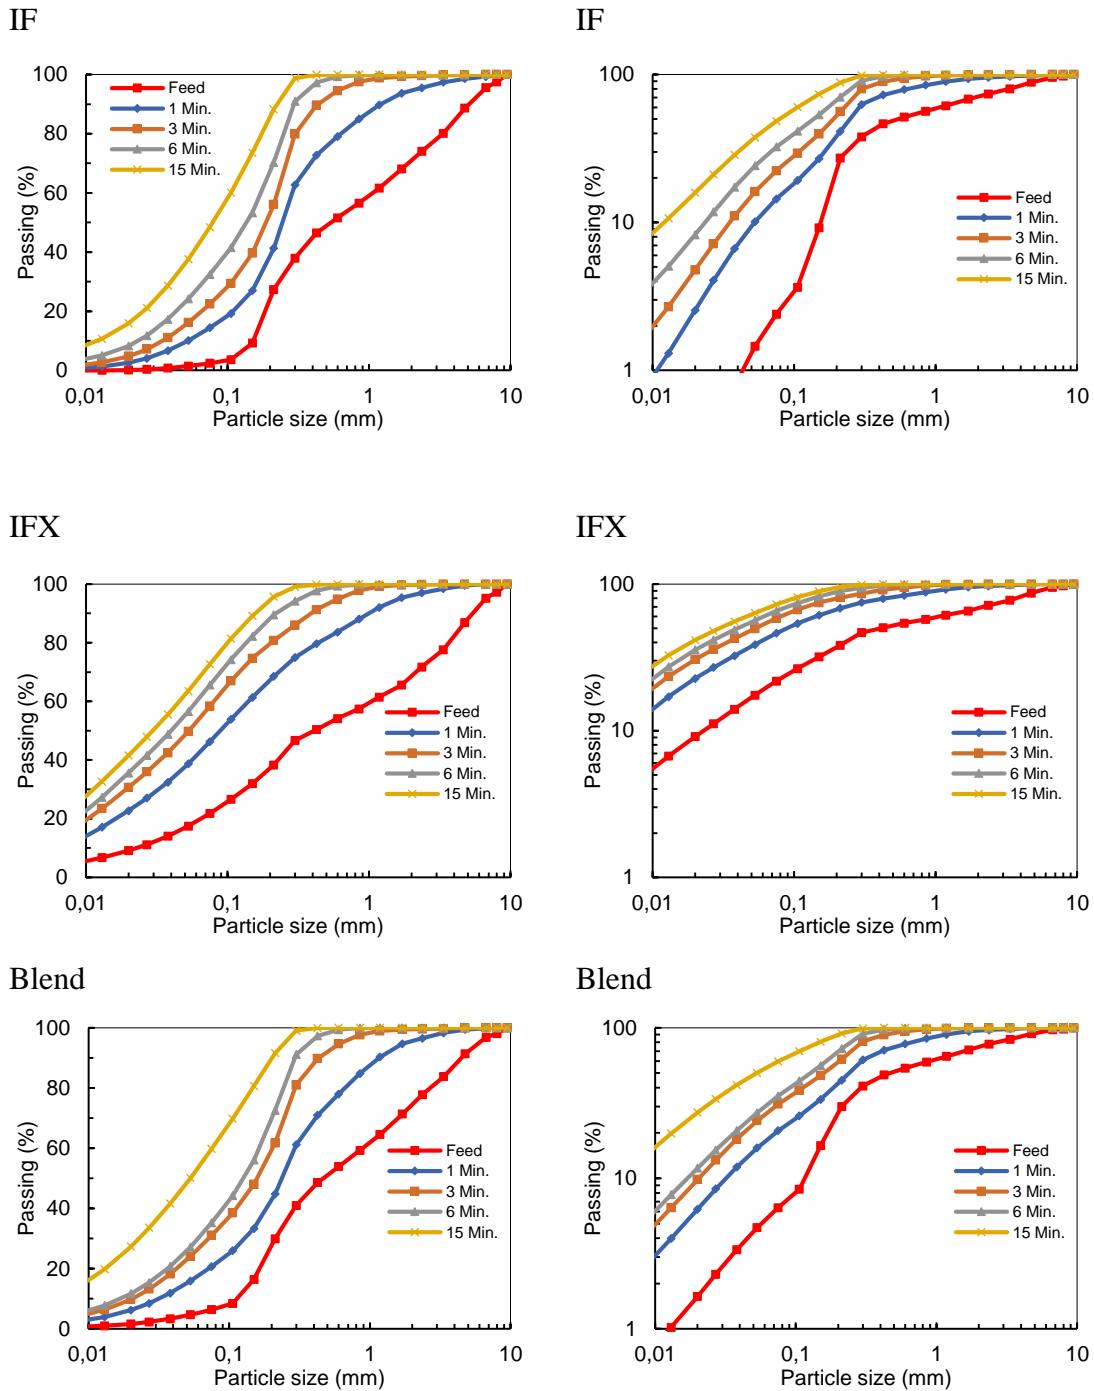 IF
IF
100
80
60
40
20
0
Passing (%)
Feed
1 Min.
3 Min.
6 Min.
15 Min.
0,01
0,1
1
10
Particle size (mm)
100
10
1
Passing (%)
Feed
1 Min.
3 Min.
6 Min.
15 Min.
0,01
0,1
1
10
Particle size (mm)
IFX
IFX
100
80
60
40
20
0
Passing (%)
Feed
1 Min.
3 Min.
6 Min.
15 Min.
0,01
0,1
1
10
Particle size (mm)
100
10
1
Passing (%)
Feed
1 Min.
3 Min.
6 Min.
15 Min.
0,01
0,1
1
10
Particle size (mm)
Blend
Blend
100
80
60
40
20
0
Passing (%)
Feed
1 Min.
3 Min.
6 Min.
15 Min.
0,01
0,1
1
10
Particle size (mm)
100
10
1
Passing (%)
Feed
1 Min.
3 Min.
6 Min.
15 Min.
0,01
0,1
1
10
Particle size (mm)